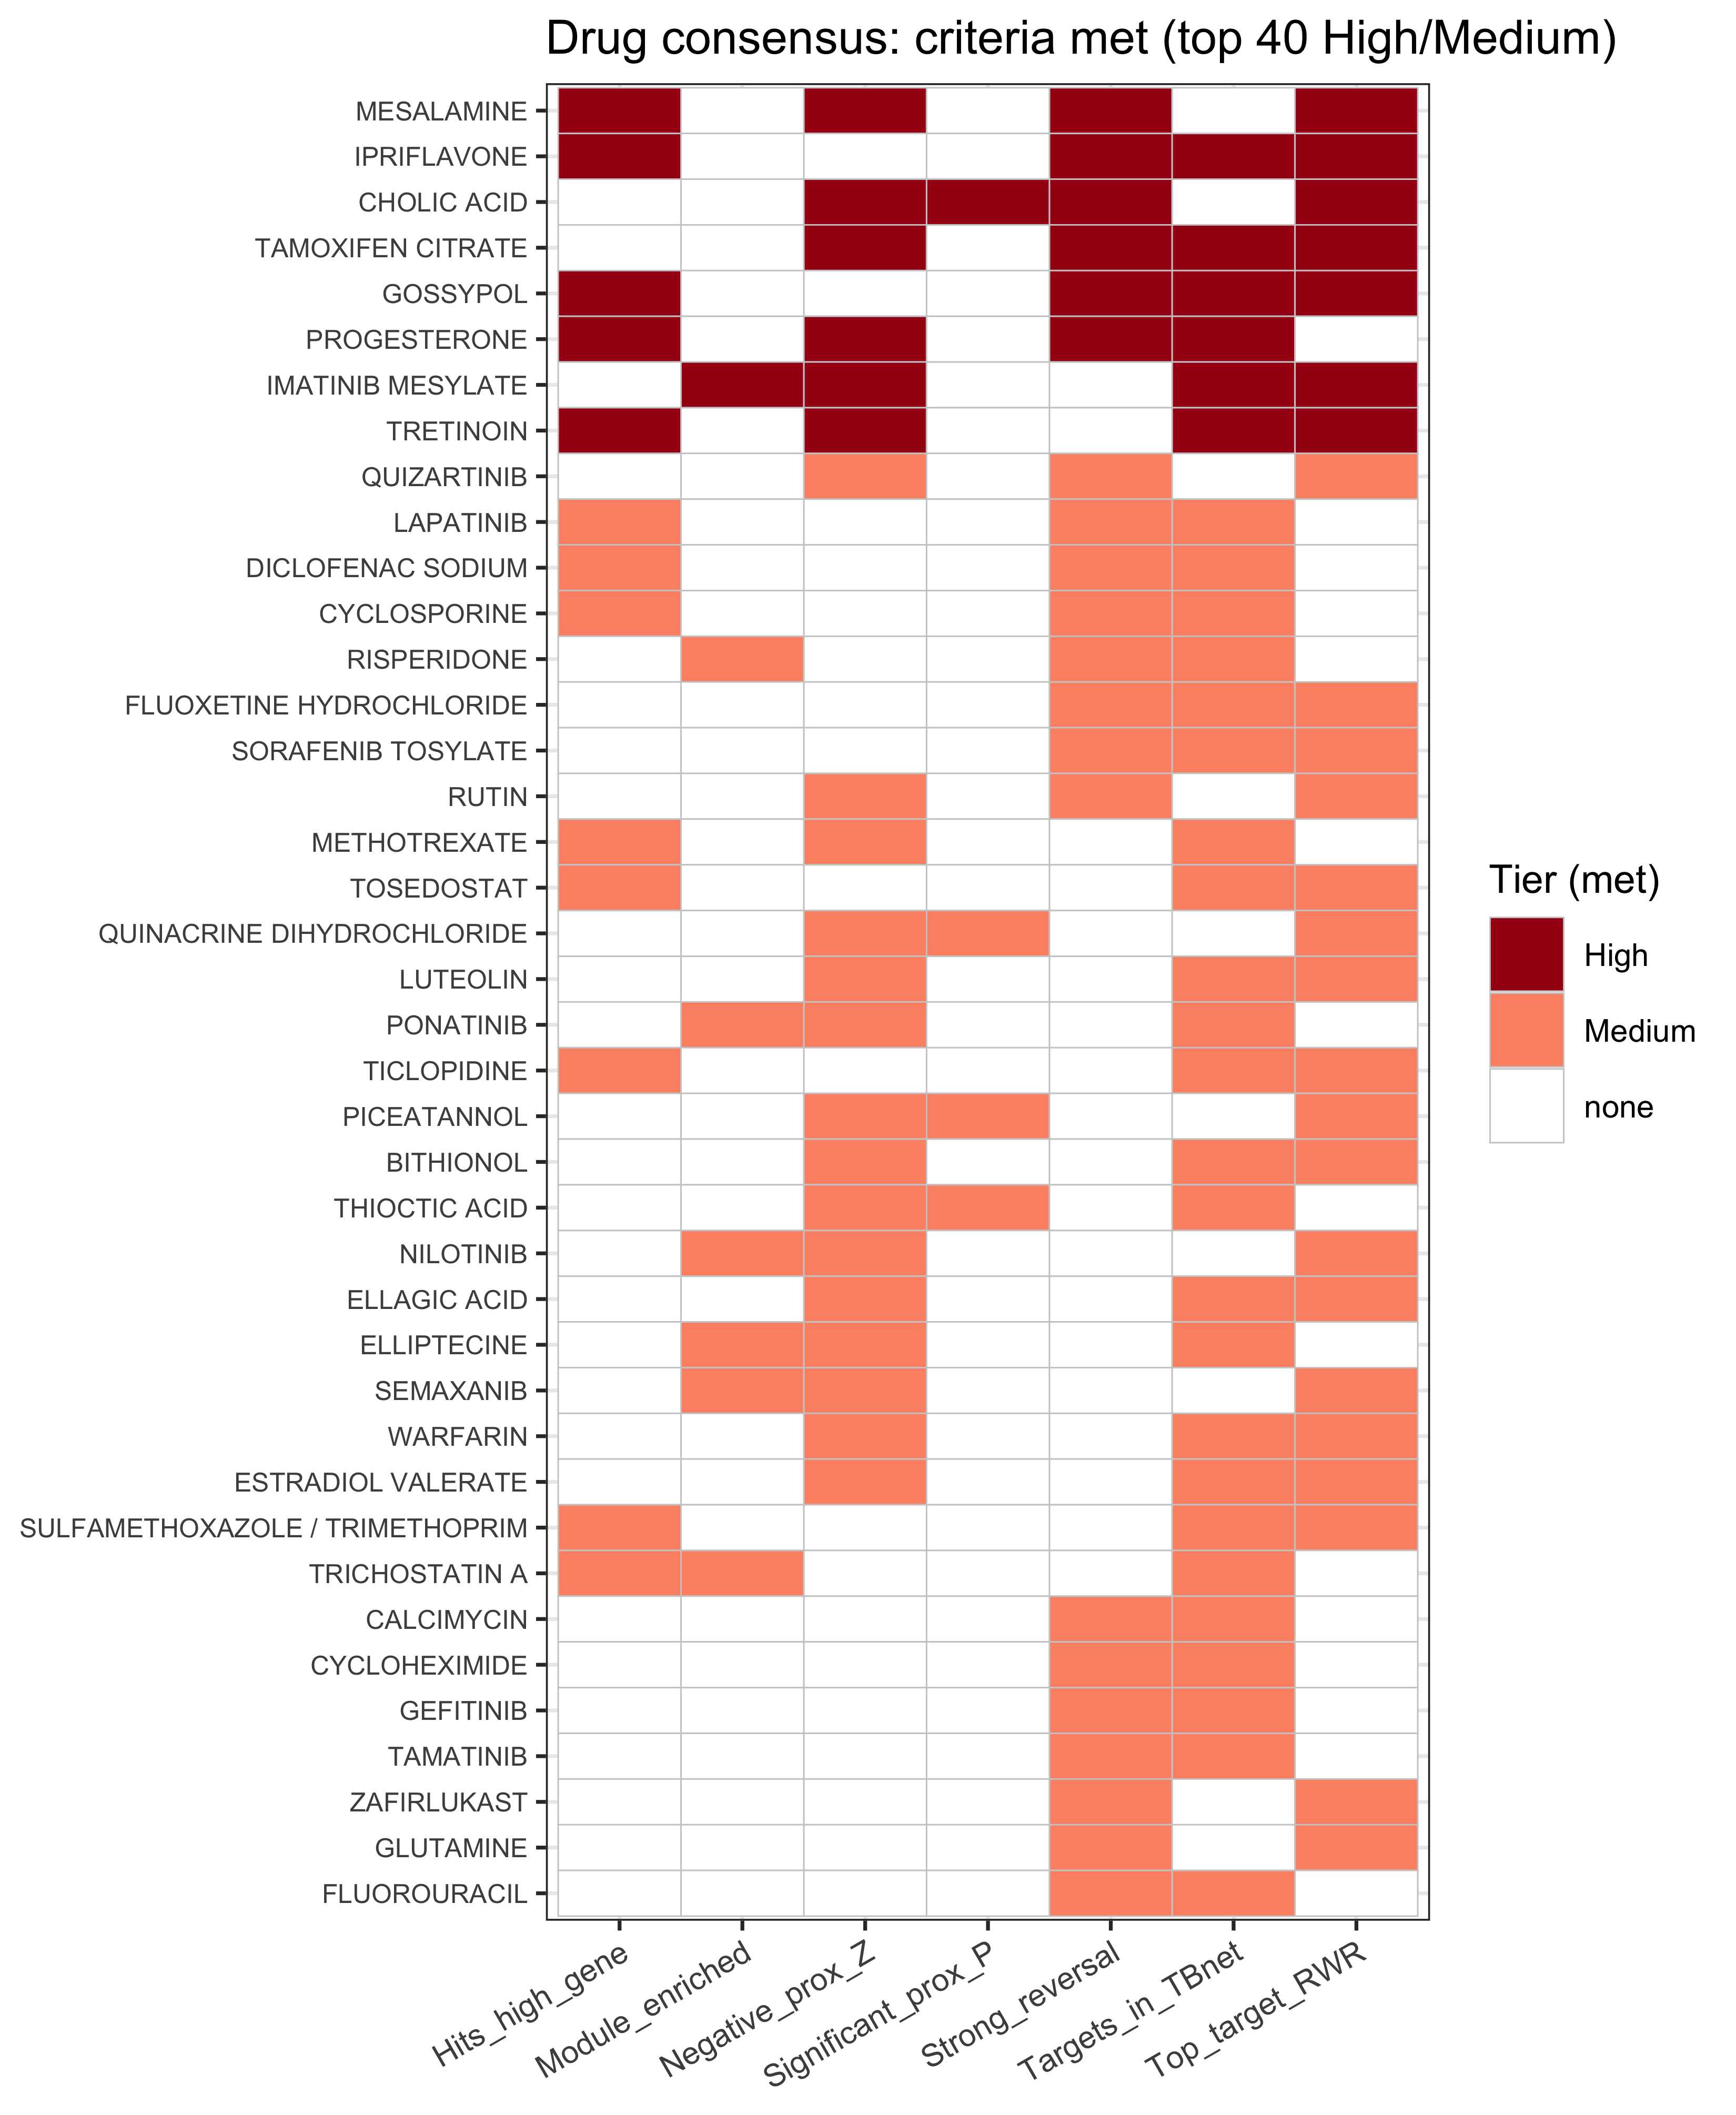 Drug consensus: criteria met (top 40 High/Medium)
MESALAMINE
IPRIFLAVONE
CHOLIC ACID
TAMOXIFEN CITRATE
GOSSYPOL
PROGESTERONE
IMATINIB MESYLATE
TRETINOIN
QUIZARTINIB
LAPATINIB
DICLOFENAC SODIUM
CYCLOSPORINE
RISPERIDONE
FLUOXETINE HYDROCHLORIDE
SORAFENIB TOSYLATE
RUTIN
METHOTREXATE
TOSEDOSTAT
QUINACRINE DIHYDROCHLORIDE
LUTEOLIN
PONATINIB
TICLOPIDINE
PICEATANNOL
BITHIONOL
THIOCTIC ACID
NILOTINIB
ELLAGIC ACID
ELLIPTECINE
SEMAXANIB
WARFARIN
ESTRADIOL VALERATE
SULFAMETHOXAZOLE / TRIMETHOPRIM
TRICHOSTATIN A
CALCIMYCIN
CYCLOHEXIMIDE
GEFITINIB
TAMATINIB
ZAFIRLUKAST
GLUTAMINE
FLUOROURACIL
Hits_high_gene
Module_enriched
Negative_prox_Z
Significant_prox_P
Strong_reversal
Targets_in_TBnet
Top_target_RWR
Tier (met)
High
Medium
none